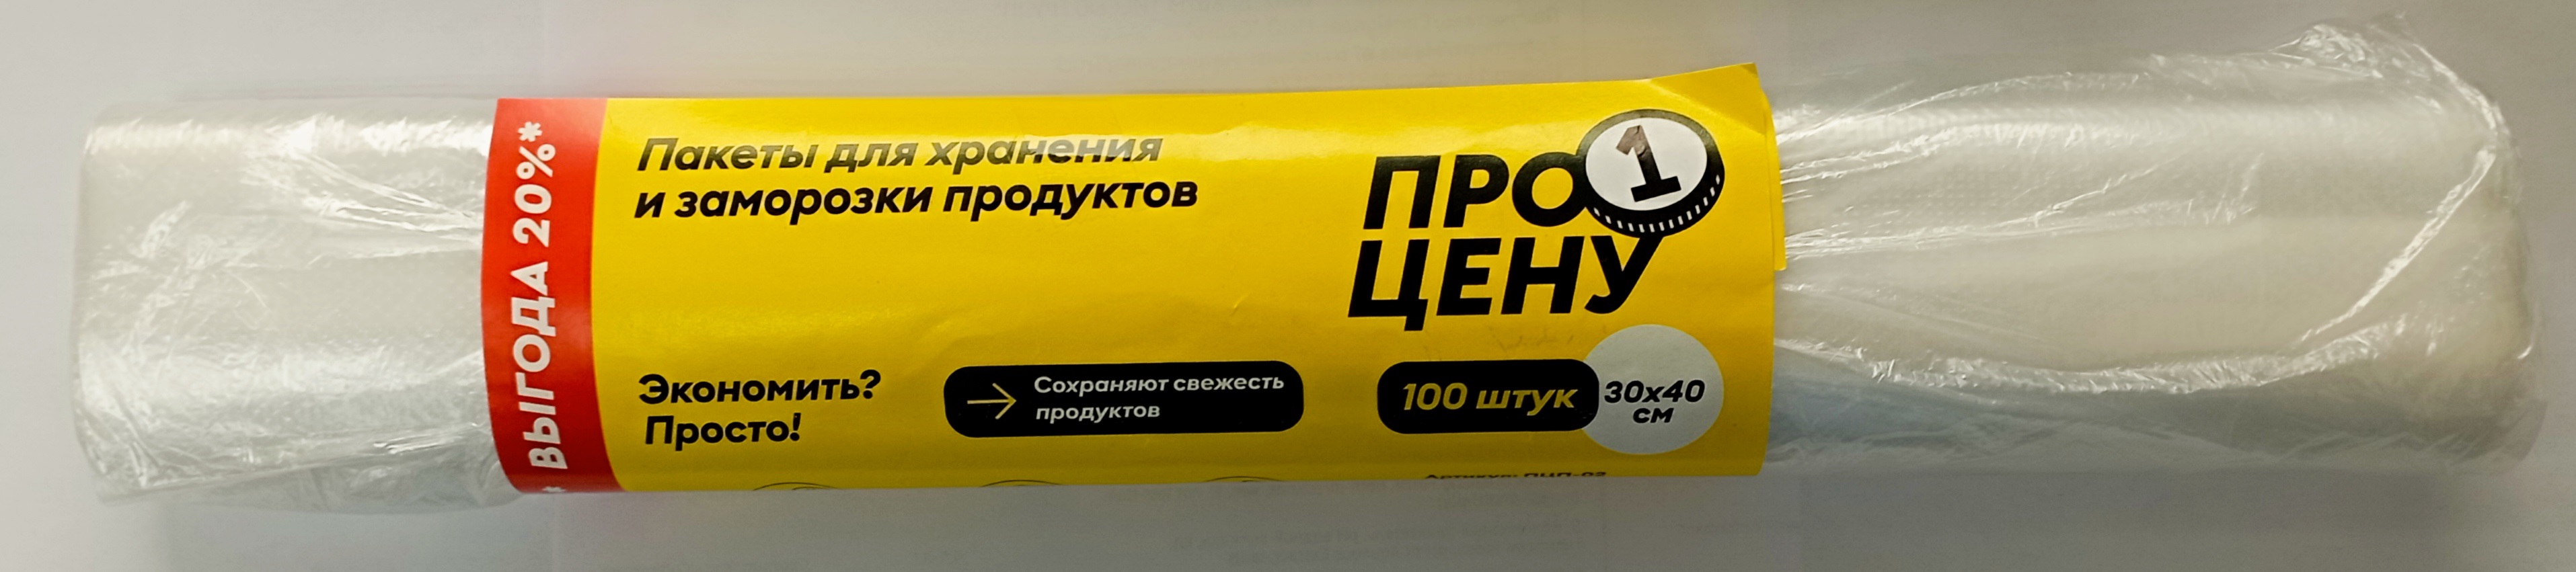 ВЫГОДА 20%*
Пакеты для хранения
и заморозки продуктов
ПРО 1
ЦЕНУ
Экономить?
Просто!
Сохраняют свежесть
продуктов
100 штук
30х40
см